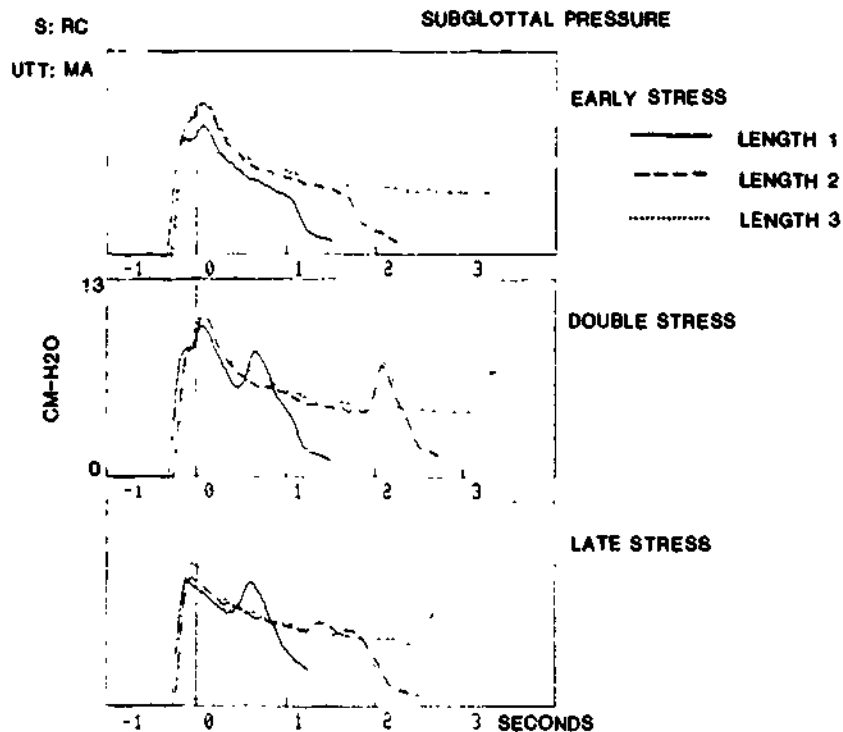 S: RC
SUBGLOTTAL PRESSURE
UTT: MA
EARLY STRESS
LENGTH 1
LENGTH 2
LENGTH 3
-1 0 1 2 3
13
DOUBLE STRESS
CM-H2O
0
-1 0 1 2 3
LATE STRESS
-1 0 1 2 3 SECONDS